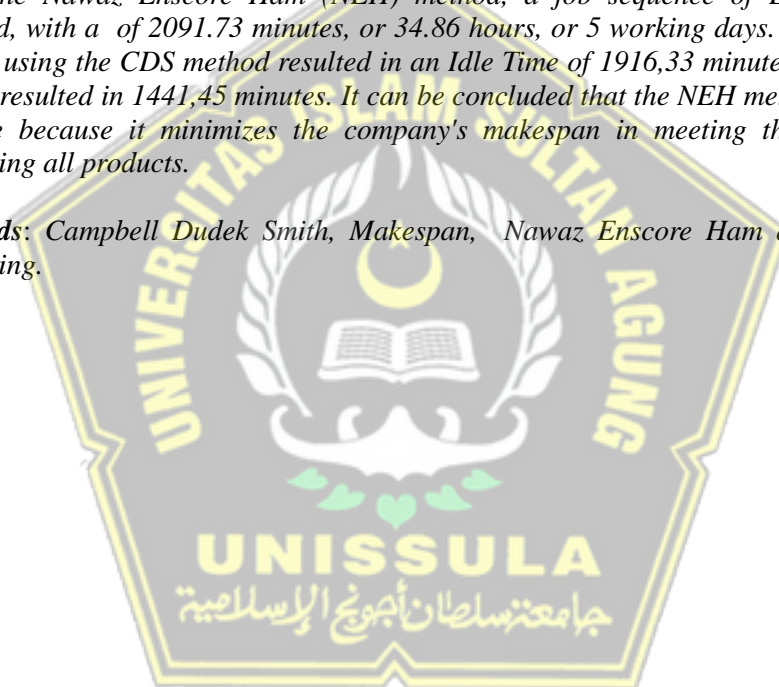 the Nawaz Enscore Ham (NEH) method, a job sequence of
d, with a of 2091.73 minutes, or 34.86 hours, or 5 working days.
using the CDS method resulted in an Idle Time of 1916,33 minute
resulted in 1441,45 minutes. It can be concluded that the NEH me
e because it minimizes the company's makespan in meeting th
ing all products.
ds: Campbell Dudek Smith, Makespan, Nawaz Enscore Ham
ing.
UNIVERSITAS ISLAM SULTAN AGUNG
UNISSULA
جامعتسلطان أجونج الإسلامية